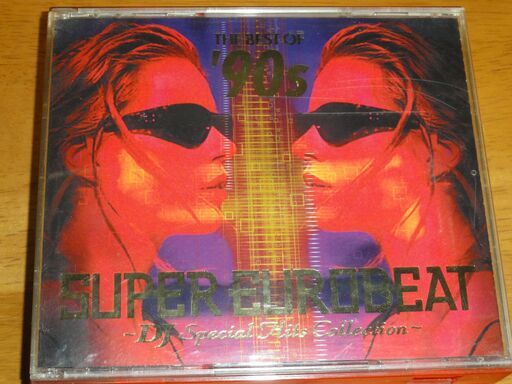 THE BEST OF
'90s
SUPER EUROBEAT
~DJ Special Hits Collection~